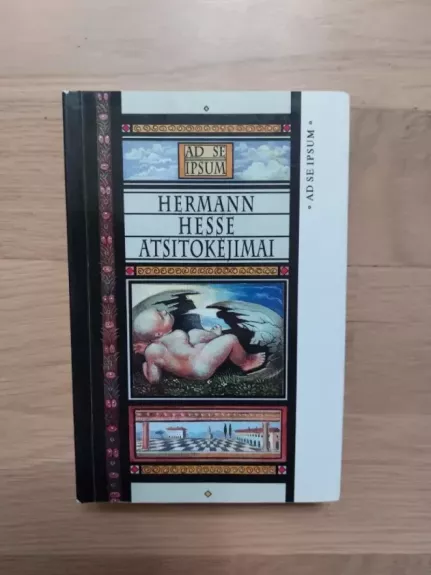 AD SE
IPSUM
HERMANN
HESSE
ATSITOKĖJIMAI
• AD SE IPSUM •